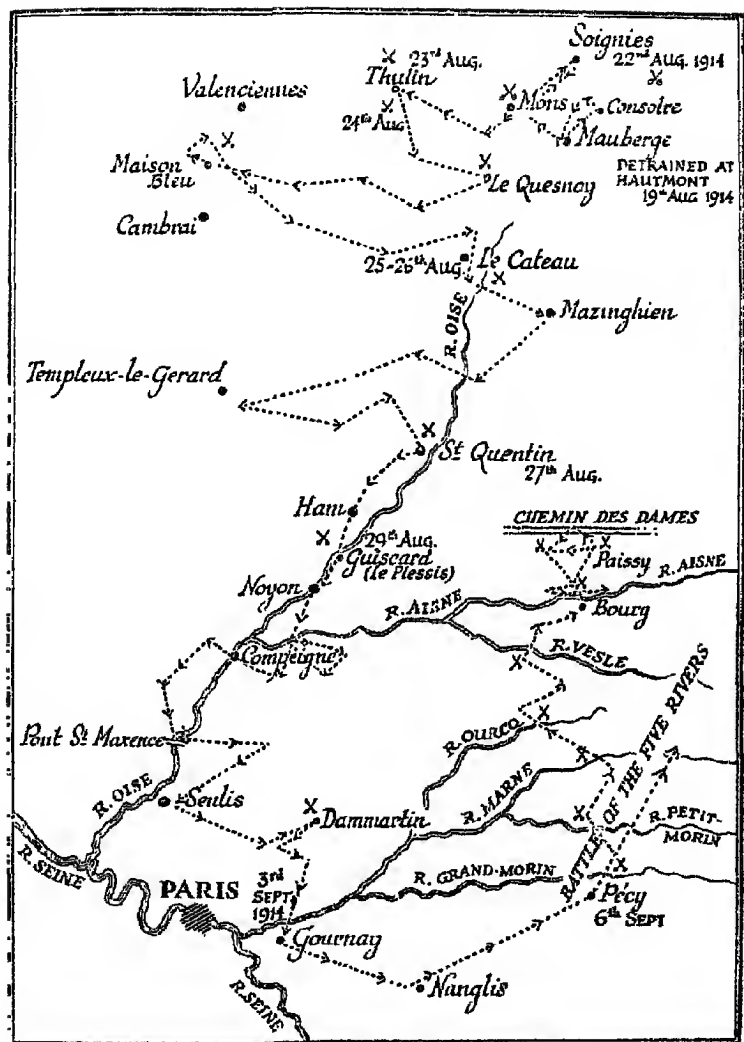 Soignies
22nd AUG. 1914
23rd Aug.
Thulin
Valenciennes
Mons
Consolre
24th Aug
Mauberge
Maison
Bleu
DETRAINED AT
HAUTMONT
19th AUG 1914
Le Quesnoy
Cambrai
25-26th Aug.
Le Cateau
R. OISE
Mazinghien
Templeux-le-Gerard
St Quentin
27th Aug.
Ham
CHEMIN DES DAMES
29th Aug.
Guiscard
(le Plessis)
Paissy
Noyon
R. AISNE
R. AISNE
Bourg
R. VESLE
Compeigne
Pont St Maxence
R. OURCQ
BATTLE OF THE FIVE RIVERS
R. OISE
Senlis
R. MARNE
Dammartin
R. PETIT-
MORIN
R. SEINE
R. GRAND-MORIN
PARIS
3rd
SEPT
1914
Pécy
6th SEPT
Gournay
Nanglis
R. SEINE